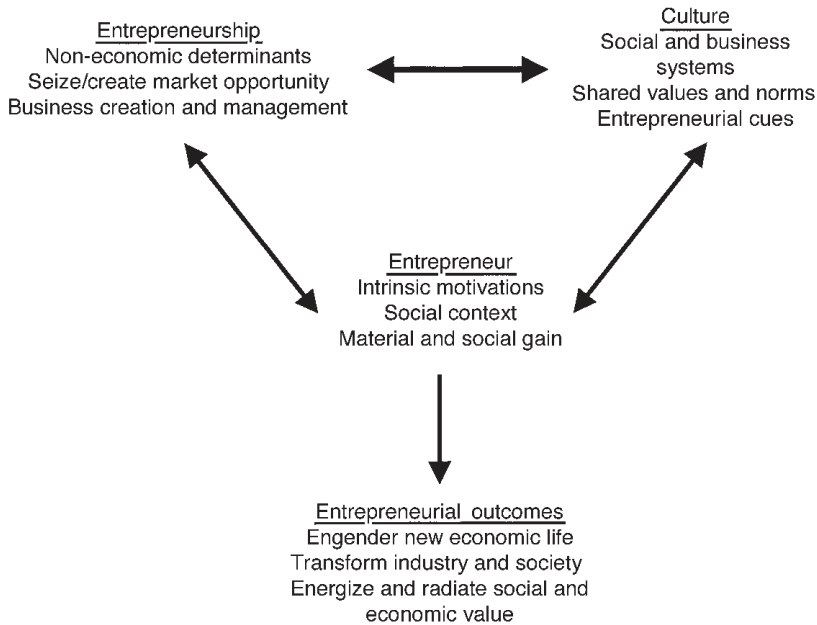 Entrepreneurship
Non-economic determinants
Seize/create market opportunity
Business creation and management
Culture
Social and business
systems
Shared values and norms
Entrepreneurial cues
Entrepreneur
Intrinsic motivations
Social context
Material and social gain
Entrepreneurial outcomes
Engender new economic life
Transform industry and society
Energize and radiate social and
economic value